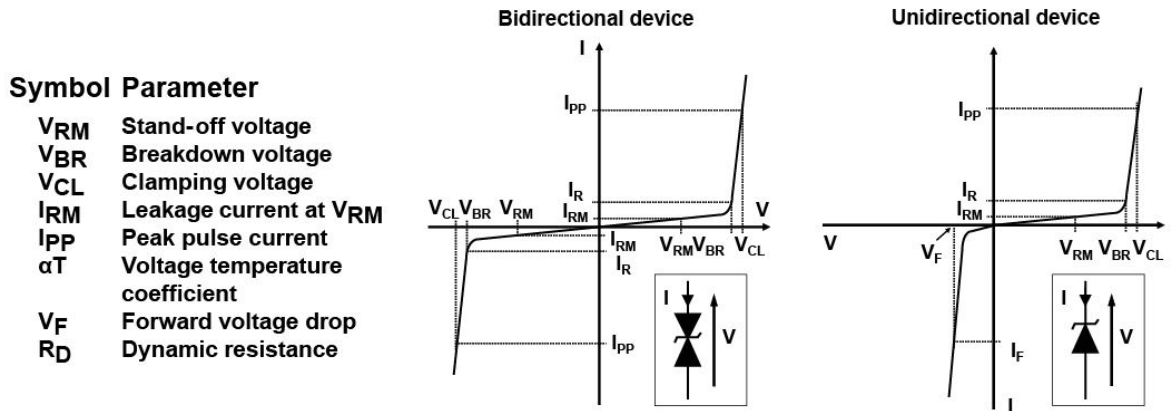 Symbol Parameter
VRM Stand-off voltage
VBR Breakdown voltage
VCL Clamping voltage
IRM Leakage current at VRM
IPP Peak pulse current
αT Voltage temperature
coefficient
VF Forward voltage drop
RD Dynamic resistance
Bidirectional device
I
IPP
IR
IRM
VCL VBR VRM
V
IRM
IR
VRM VBR
VCL
IPP
I
V
Unidirectional device
I
IPP
IR
IRM
V
V
VF
VRM VBR VCL
IF
I
I
V